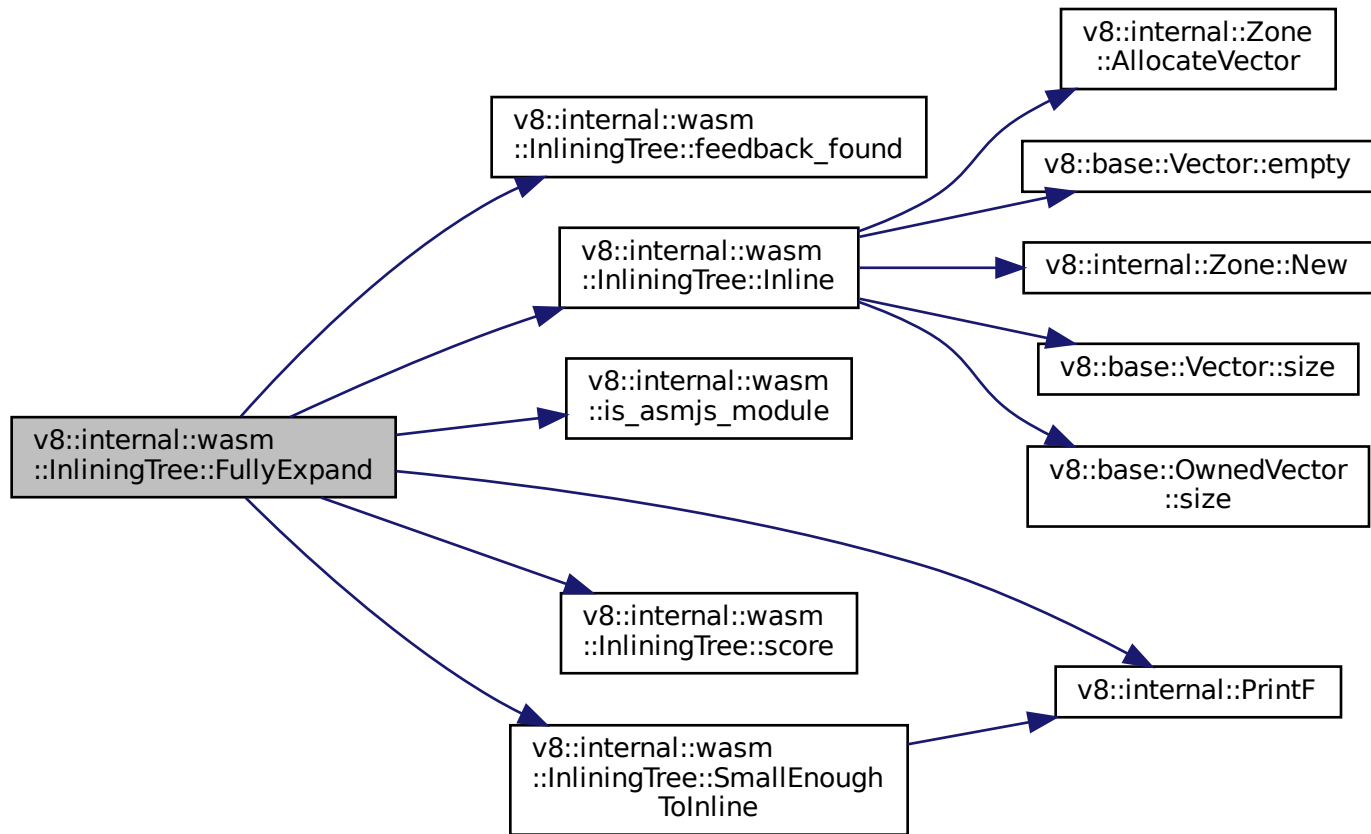 v8::internal::Zone
::AllocateVector
v8::internal::wasm
::InliningTree::feedback_found
v8::base::Vector::empty
v8::internal::wasm
::InliningTree::Inline
v8::internal::Zone::New
v8::base::Vector::size
v8::internal::wasm
::is_asmjs_module
v8::internal::wasm
::InliningTree::FullyExpand
v8::base::OwnedVector
::size
v8::internal::wasm
::InliningTree::score
v8::internal::PrintF
v8::internal::wasm
::InliningTree::SmallEnough
ToInline